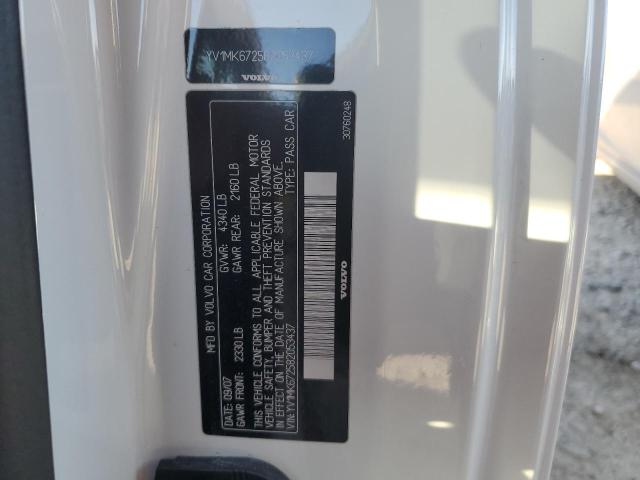 YV1MK672582053437
VOLVO
MFD BY VOLVO CAR CORPORATION
DATE: 09/07 GVWR: 4340 LB
GAWR FRONT: 2330 LB GAWR REAR: 2160 LB
THIS VEHICLE CONFORMS TO ALL APPLICABLE FEDERAL MOTOR
VEHICLE SAFETY, BUMPER AND THEFT PREVENTION STANDARDS
IN EFFECT ON THE DATE OF MANUFACTURE SHOWN ABOVE.
VIN: YV1MK672582053437 TYPE: PASS CAR
VOLVO
30760248